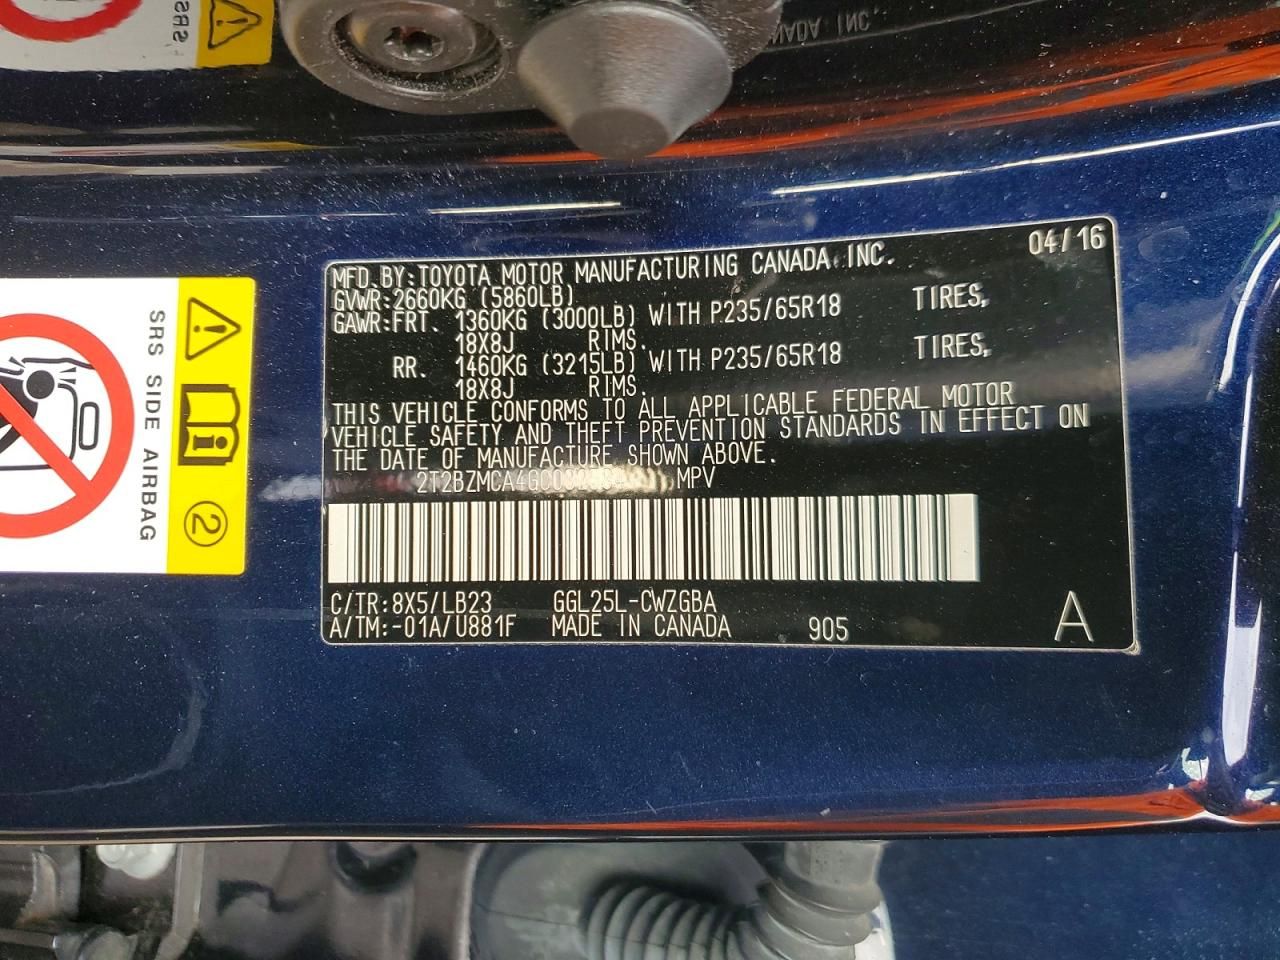 SRS
NADA INC.
MFD.BY:TOYOTA MOTOR MANUFACTURING CANADA INC. 04/16
GVWR:2660KG (5860LB)
GAWR:FRT. 1360KG (3000LB) WITH P235/65R18 TIRES,
18X8J RIMS.
RR. 1460KG (3215LB) WITH P235/65R18 TIRES,
18X8J RIMS.
THIS VEHICLE CONFORMS TO ALL APPLICABLE FEDERAL MOTOR
VEHICLE SAFETY AND THEFT PREVENTION STANDARDS IN EFFECT ON
THE DATE OF MANUFACTURE SHOWN ABOVE.
MPV
C/TR:8X5/LB23 GGL25L-CWZGBA
A/TM:-01A/U881F MADE IN CANADA 905 A
SRS SIDE AIRBAG
2